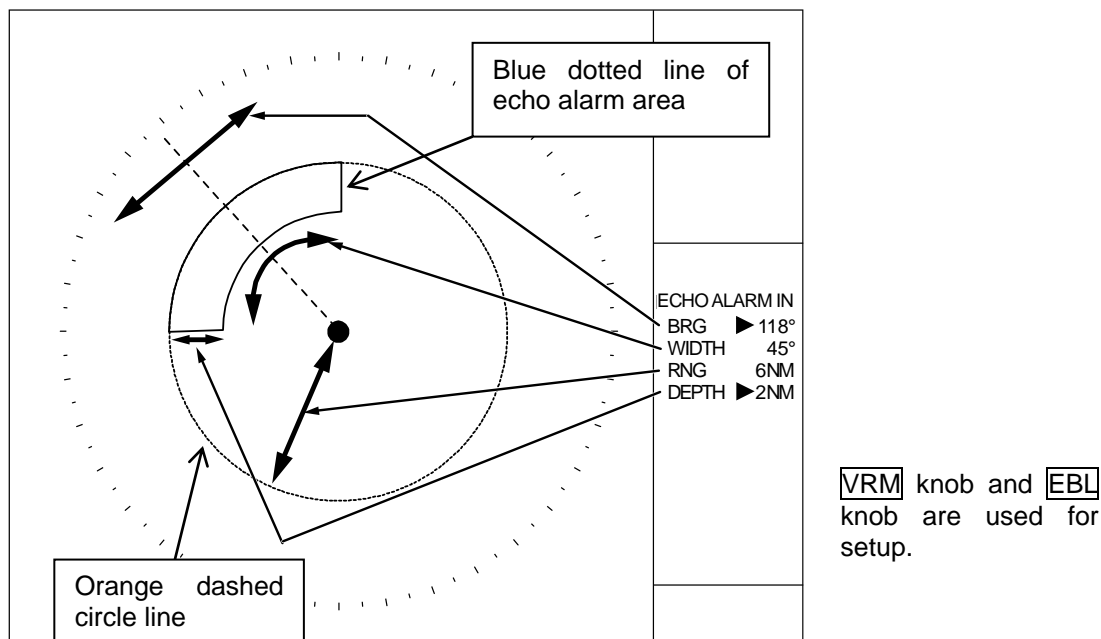 Blue dotted line of
echo alarm area
ECHO ALARM IN
BRG ▶ 118°
WIDTH 45°
RNG 6NM
DEPTH ▶ 2NM
VRM knob and EBL
knob are used for
setup.
Orange dashed
circle line